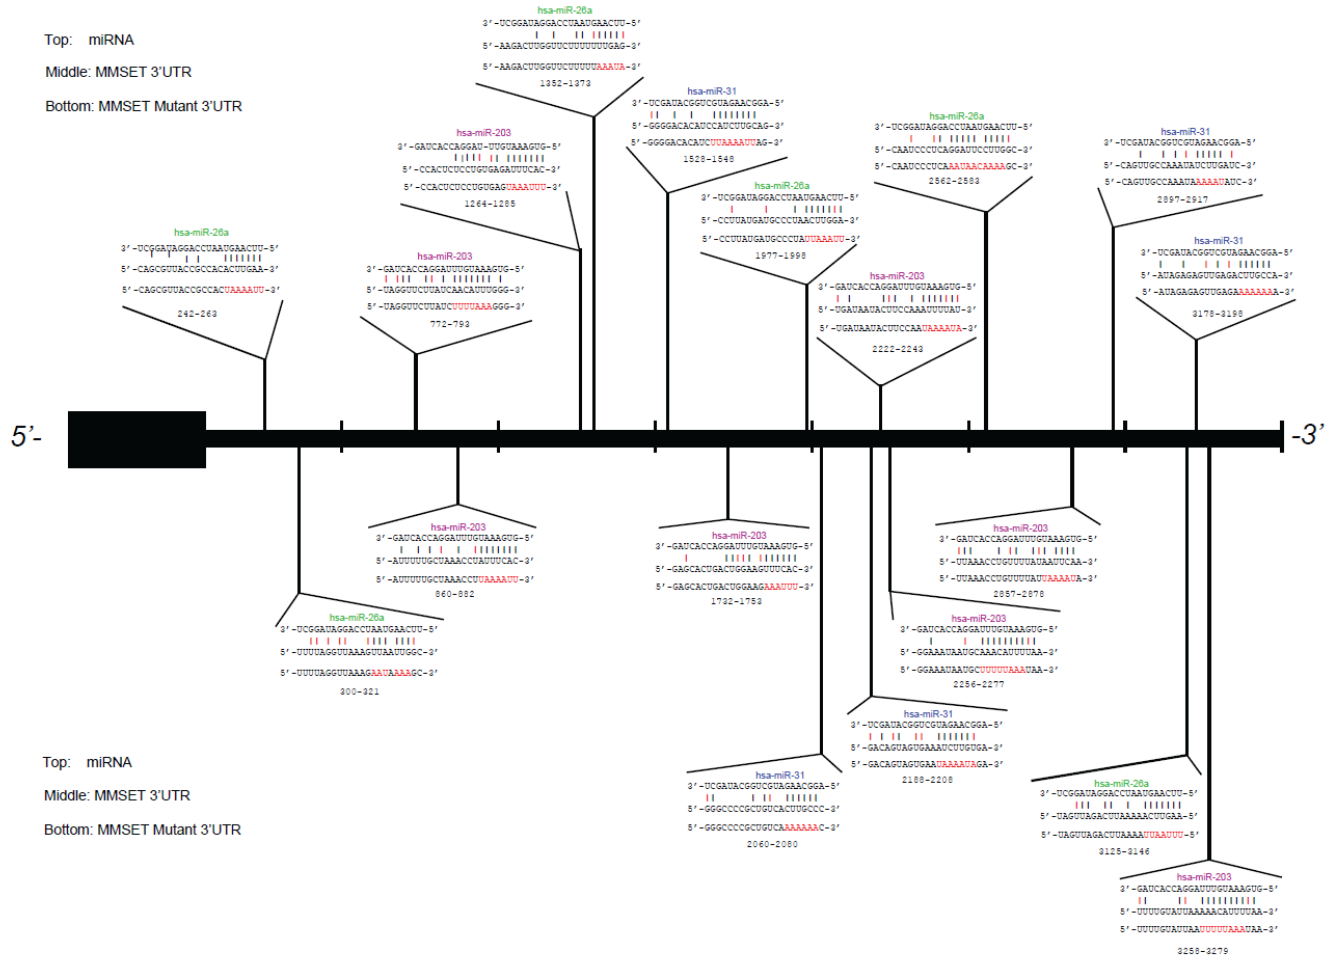 Top: miRNA
Middle: MMSET 3'UTR
Bottom: MMSET Mutant 3'UTR
hsa-miR-26a
3'-UCGGAUAGGACCUAAUGAACUU-5'
5'-AAGACUUGGUUCUUUUUUUGAG-3'
5'-AAGACUUGGUUCUUUUUAAAUA-3'
1352-1373
hsa-miR-31
3'-UCGAUACGGUCGUAGAACGGA-5'
5'-GGGGACACAUCCAUCUUGCAG-3'
5'-GGGGACACAUCUUAAAAUUAG-3'
1528-1548
hsa-miR-203
3'-GAUCACCAGGAU-UUGUAAAGUG-5'
5'-CCACUCUCCUGUGAGAUUUCAC-3'
5'-CCACUCUCCUGUGAGUAAAUUU-3'
1264-1285
hsa-miR-26a
3'-UCGGAUAGGACCUAAUGAACUU-5'
5'-CAAUCCCUCAGGAUUCCUUGGC-3'
5'-CAAUCCCUCAAAUAACAAAAGC-3'
2562-2583
hsa-miR-31
3'-UCGAUACGGUCGUAGAACGGA-5'
5'-CAGUUGCCAAAUAUCUUGAUC-3'
5'-CAGUUGCCAAAUAAAAAUAUC-3'
2897-2917
hsa-miR-26a
3'-UCGGAUAGGACCUAAUGAACUU-5'
5'-CCUUAUGAUGCCCUAACUUGGA-5'
5'-CCUUAUGAUGCCCUAUUAAAUU-3'
1977-1998
hsa-miR-26a
3'-UCGGAUAGGACCUAAUGAACUU-5'
5'-CAGCGUUACCGCCACACUUGAA-3'
5'-CAGCGUUACCGCCACUAAAAUU-3'
242-263
hsa-miR-203
3'-GAUCACCAGGAUUUGUAAAGUG-5'
5'-UAGGUUCUUAUCAACAUUUGGG-3'
5'-UAGGUUCUUAUCUUUUAAAGGG-3'
772-793
hsa-miR-203
3'-GAUCACCAGGAUUUGUAAAGUG-5'
5'-UGAUAAUACUUCCAAAUUUUAU-3'
5'-UGAUAAUACUUCCAAUAAAAUA-3'
2222-2243
hsa-miR-31
3'-UCGAUACGGUCGUAGAACGGA-5'
5'-AUAGAGAGUUGAGACUUGCCA-3'
5'-AUAGAGAGUUGAGAAAAAAAA-3'
3178-3198
5'-
-3'
hsa-miR-203
3'-GAUCACCAGGAUUUGUAAAGUG-5'
5'-AUUUUUGCUAAACCUAUUUCAC-3'
5'-AUUUUUGCUAAACCUUAAAAUU-3'
860-882
hsa-miR-203
3'-GAUCACCAGGAUUUGUAAAGUG-5'
5'-GAGCACUGACUGGAAGUUUCAC-3'
5'-GAGCACUGACUGGAAGAAAUUU-3'
1732-1753
hsa-miR-203
3'-GAUCACCAGGAUUUGUAAAGUG-5'
5'-UUAAACCUGUUUUAUAAUUCAA-3'
5'-UUAAACCUGUUUUAUUAAAAUA-3'
2857-2878
hsa-miR-26a
3'-UCGGAUAGGACCUAAUGAACUU-5'
5'-UUUUAGGUUAAAGUUAAUUGGC-3'
5'-UUUUAGGUUAAAGAAUAAAAGC-3'
300-321
hsa-miR-203
3'-GAUCACCAGGAUUUGUAAAGUG-5'
5'-GGAAAUAAUGCAAACAUUUUAA-3'
5'-GGAAAUAAUGCUUUUUAAAUAA-3'
2256-2277
hsa-miR-31
3'-UCGAUACGGUCGUAGAACGGA-5'
5'-GACAGUAGUGAAAUCUUGUGA-3'
5'-GACAGUAGUGAAUAAAAUAGA-3'
2188-2208
Top: miRNA
Middle: MMSET 3'UTR
Bottom: MMSET Mutant 3'UTR
hsa-miR-31
3'-UCGAUACGGUCGUAGAACGGA-5'
5'-GGGCCCCGCUGUCACUUGCCC-3'
5'-GGGCCCCGCUGUCAAAAAAAC-3'
2060-2080
hsa-miR-26a
3'-UCGGAUAGGACCUAAUGAACUU-5'
5'-UAGUUAGACUUAAAAACUUGAA-3'
5'-UAGUUAGACUUAAAAUUAAUUU-3'
3125-3146
hsa-miR-203
3'-GAUCACCAGGAUUUGUAAAGUG-5'
5'-UUUUGUAUUAAAAACAUUUUAA-3'
5'-UUUUGUAUUAAUUUUUAAAUAA-3'
3258-3279